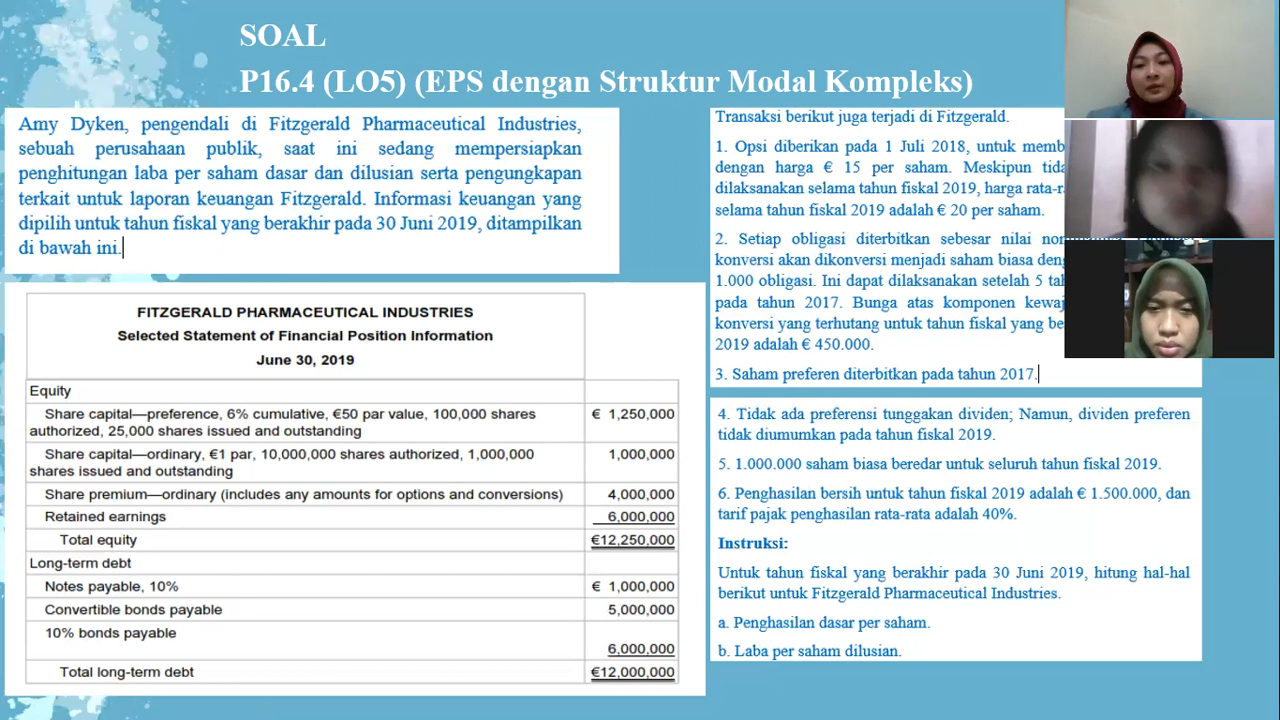 SOAL
P16.4 (LO5) (EPS dengan Struktur Modal Kompleks)
Amy Dyken, pengendali di Fitzgerald Pharmaceutical Industries,
sebuah perusahaan publik, saat ini sedang mempersiapkan
penghitungan laba per saham dasar dan dilusian serta pengungkapan
terkait untuk laporan keuangan Fitzgerald. Informasi keuangan yang
dipilih untuk tahun fiskal yang berakhir pada 30 Juni 2019, ditampilkan
di bawah ini.
FITZGERALD PHARMACEUTICAL INDUSTRIES
Selected Statement of Financial Position Information
June 30, 2019
Equity
Share capital—preference, 6% cumulative, €50 par value, 100,000 shares € 1,250,000
authorized, 25,000 shares issued and outstanding
Share capital—ordinary, €1 par, 10,000,000 shares authorized, 1,000,000 1,000,000
shares issued and outstanding
Share premium—ordinary (includes any amounts for options and conversions) 4,000,000
Retained earnings 6,000,000
Total equity €12,250,000
Long-term debt
Notes payable, 10% € 1,000,000
Convertible bonds payable 5,000,000
10% bonds payable
6,000,000
Total long-term debt €12,000,000
Transaksi berikut juga terjadi di Fitzgerald.
1. Opsi diberikan pada 1 Juli 2018, untuk
dengan harga € 15 per saham. Meskipun
dilaksanakan selama tahun fiskal 2019, harga
selama tahun fiskal 2019 adalah € 20 per saham.
2. Setiap obligasi diterbitkan sebesar nilai
konversi akan dikonversi menjadi saham biasa
1.000 obligasi. Ini dapat dilaksanakan setelah 5
pada tahun 2017. Bunga atas komponen
konversi yang terhutang untuk tahun fiskal yang
2019 adalah € 450.000.
3. Saham preferen diterbitkan pada tahun 2017.
4. Tidak ada preferensi tunggakan dividen; Namun, dividen preferen
tidak diumumkan pada tahun fiskal 2019.
5. 1.000.000 saham biasa beredar untuk seluruh tahun fiskal 2019.
6. Penghasilan bersih untuk tahun fiskal 2019 adalah € 1.500.000, dan
tarif pajak penghasilan rata-rata adalah 40%.
Instruksi:
Untuk tahun fiskal yang berakhir pada 30 Juni 2019, hitung hal-hal
berikut untuk Fitzgerald Pharmaceutical Industries.
a. Penghasilan dasar per saham.
b. Laba per saham dilusian.